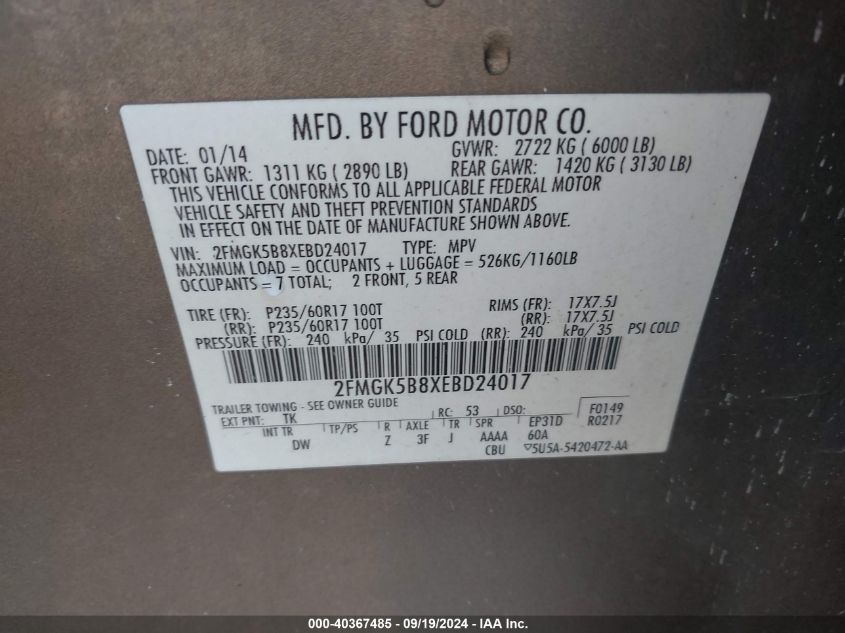 MFD. BY FORD MOTOR CO.
DATE: 01/14 GVWR: 2722 KG ( 6000 LB)
FRONT GAWR: 1311 KG ( 2890 LB) REAR GAWR: 1420 KG ( 3130 LB)
THIS VEHICLE CONFORMS TO ALL APPLICABLE FEDERAL MOTOR
VEHICLE SAFETY AND THEFT PREVENTION STANDARDS
IN EFFECT ON THE DATE OF MANUFACTURE SHOWN ABOVE.
VIN: 2FMGK5B8XEBD24017 TYPE: MPV
MAXIMUM LOAD = OCCUPANTS + LUGGAGE = 526KG/1160LB
OCCUPANTS = 7 TOTAL; 2 FRONT, 5 REAR
TIRE (FR): P235/60R17 100T RIMS (FR): 17X7.5J
(RR): P235/60R17 100T (RR): 17X7.5J
PRESSURE (FR): 240 kPa/ 35 PSI COLD (RR): 240 kPa/ 35 PSI COLD
2FMGK5B8XEBD24017
TRAILER TOWING - SEE OWNER GUIDE
EXT PNT: TK RC: 53 DSO: F0149
INT TR TP/PS R AXLE TR SPR EP31D R0217
DW Z 3F J AAAA 60A
CBU 5U5A-5420472-AA
000-40367485 - 09/19/2024 - IAA Inc.